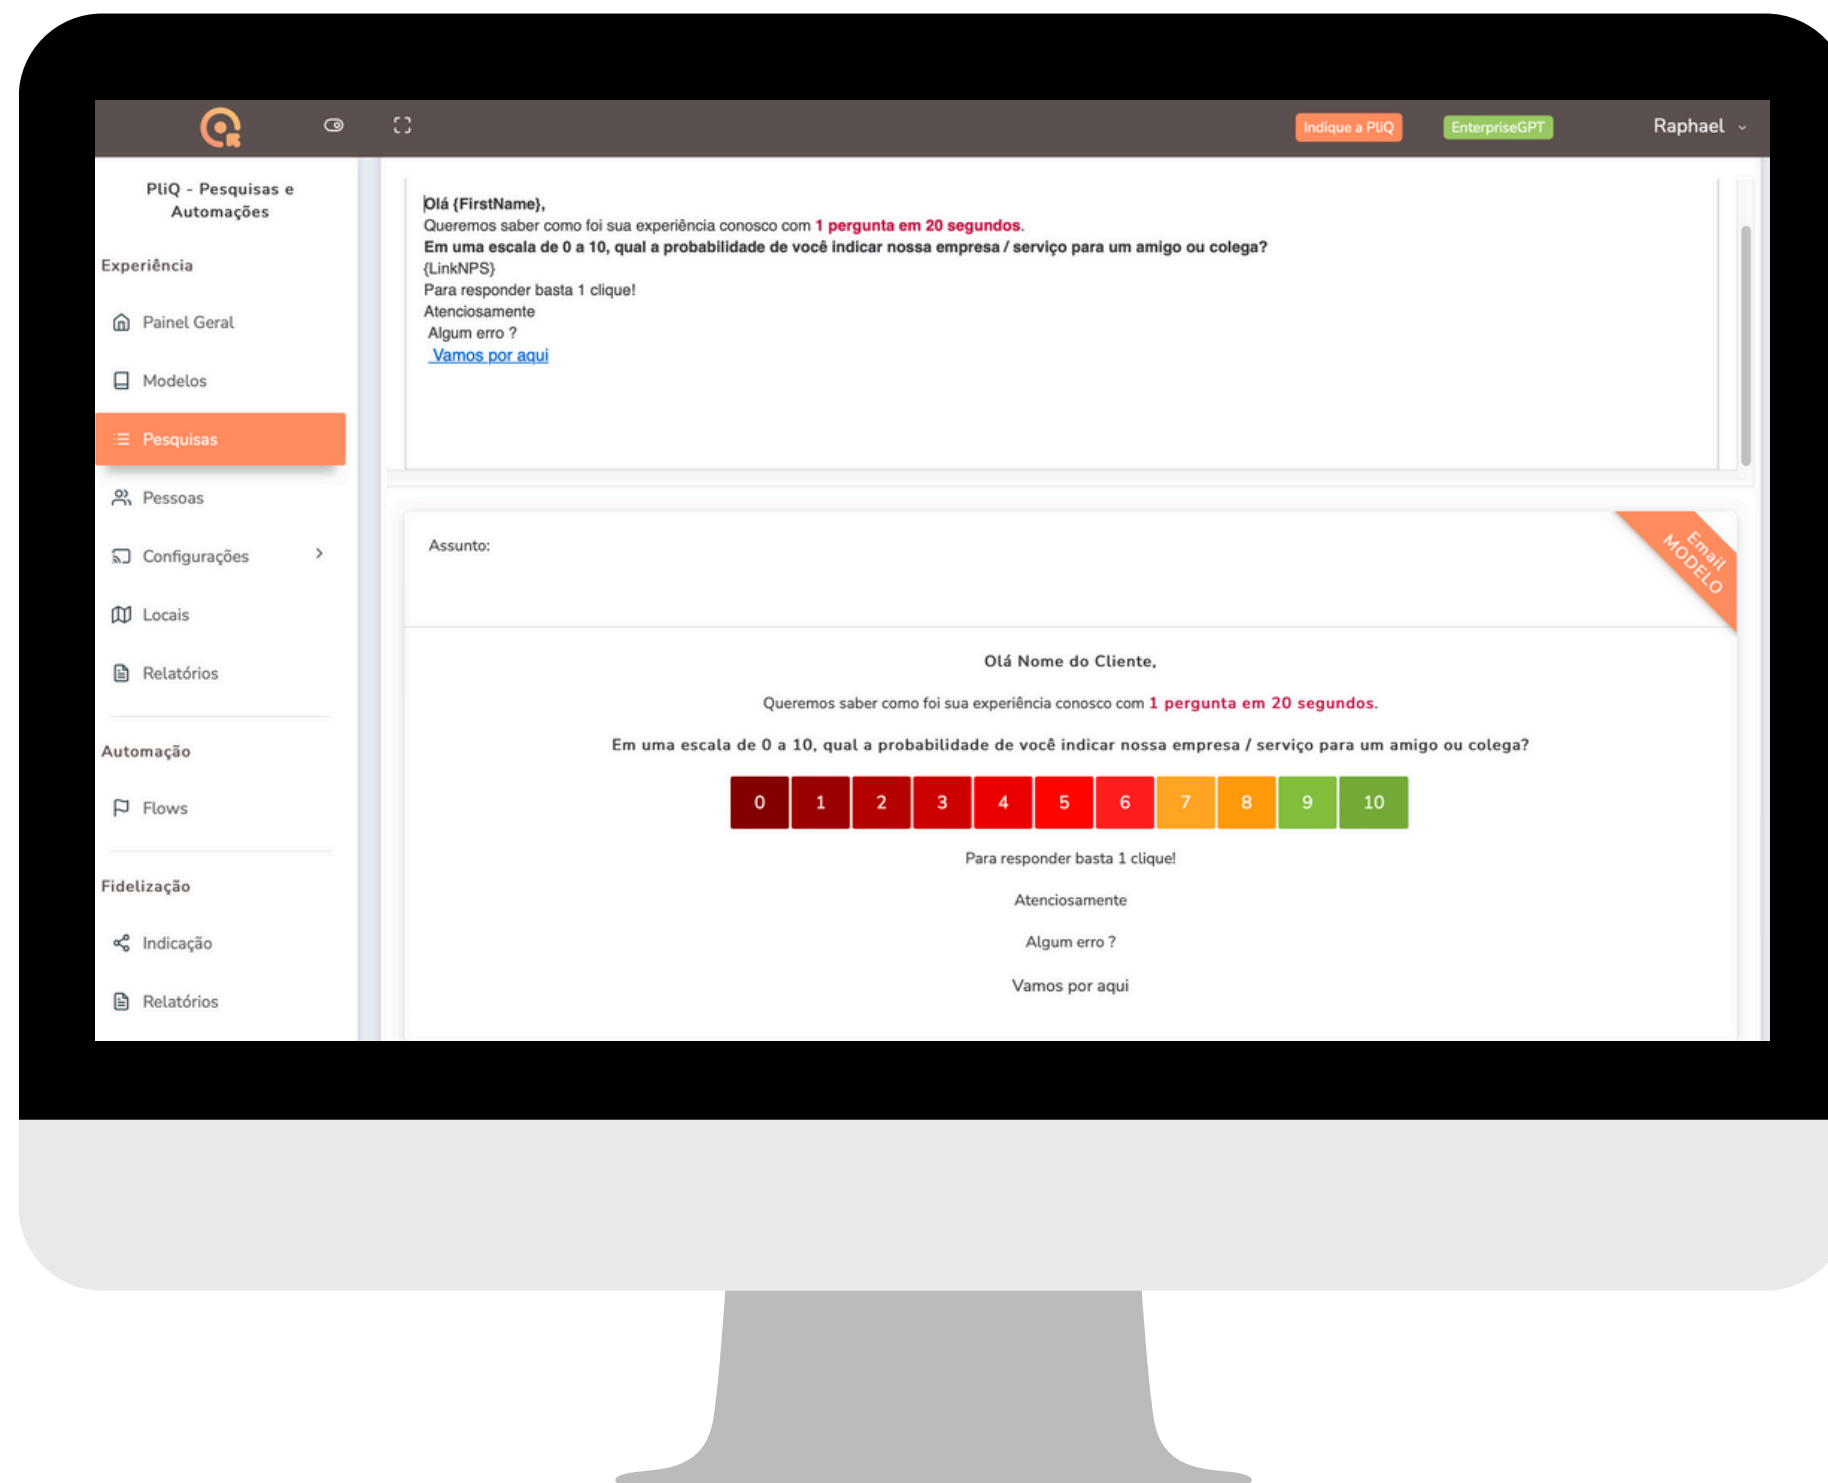 Indique a PliQ
EnterpriseGPT
Raphael
PliQ - Pesquisas e
Automações
Experiência
Painel Geral
Modelos
Pesquisas
Pessoas
Configurações
Locais
Relatórios
Automação
Flows
Fidelização
Indicação
Relatórios
Olá {FirstName},
Queremos saber como foi sua experiência conosco com 1 pergunta em 20 segundos.
Em uma escala de 0 a 10, qual a probabilidade de você indicar nossa empresa / serviço para um amigo ou colega?
{LinkNPS}
Para responder basta 1 clique!
Atenciosamente
Algum erro ?
Vamos por aqui
Assunto:
Email
MODELO
Olá Nome do Cliente,
Queremos saber como foi sua experiência conosco com 1 pergunta em 20 segundos.
Em uma escala de 0 a 10, qual a probabilidade de você indicar nossa empresa / serviço para um amigo ou colega?
0 1 2 3 4 5 6 7 8 9 10
Para responder basta 1 clique!
Atenciosamente
Algum erro ?
Vamos por aqui